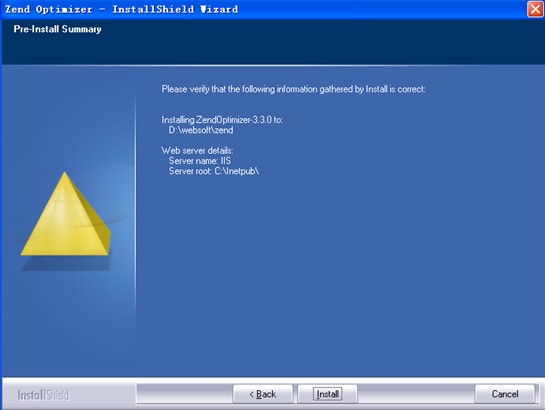 Zend Optimizer - InstallShield Wizard
Pre-Install Summary
Please verify that the following information gathered by Install is correct:
Installing ZendOptimizer-3.3.0 to:
D:\websoft\zend
Web server details:
Server name: IIS
Server root: C:\Inetpub\
InstallShield
< Back
Install
Cancel